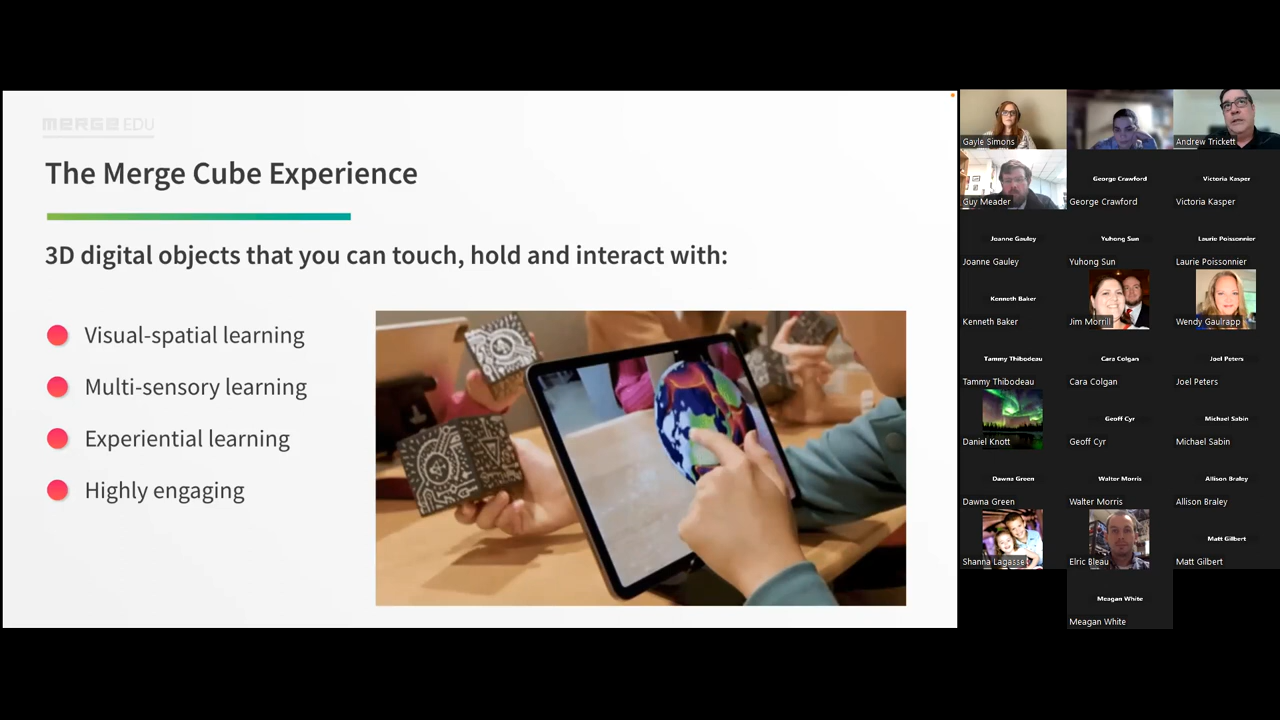 merge EDU
The Merge Cube Experience
3D digital objects that you can touch, hold and interact with:
Visual-spatial learning
Multi-sensory learning
Experiential learning
Highly engaging
Gayle Simons
Andrew Trickett
Guy Meader
George Crawford
George Crawford
Victoria Kasper
Victoria Kasper
Joanne Gauley
Joanne Gauley
Yuhong Sun
Yuhong Sun
Laurie Poissonnier
Laurie Poissonnier
Kenneth Baker
Kenneth Baker
Jim Morrill
Wendy Gaulrapp
Tammy Thibodeau
Tammy Thibodeau
Cara Colgan
Cara Colgan
Joel Peters
Joel Peters
Daniel Knott
Geoff Cyr
Geoff Cyr
Michael Sabin
Michael Sabin
Dawna Green
Dawna Green
Walter Morris
Walter Morris
Allison Braley
Allison Braley
Shanna Lagasse
Elric Bleau
Matt Gilbert
Matt Gilbert
Meagan White
Meagan White